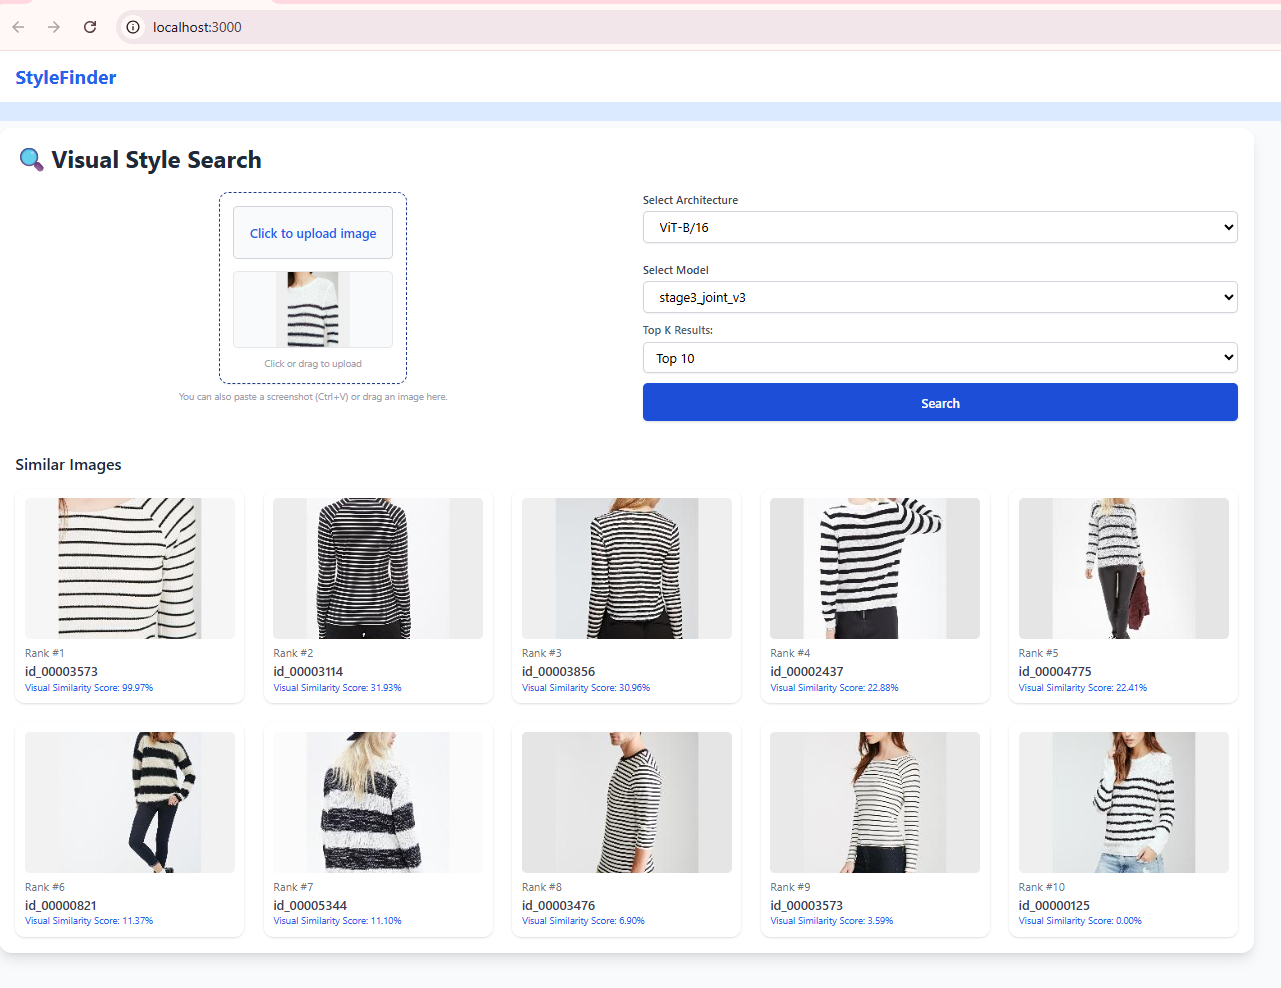 localhost:3000
StyleFinder
Visual Style Search
Click to upload image
Click or drag to upload
You can also paste a screenshot (Ctrl+V) or drag an image here.
Select Architecture
ViT-B/16
Select Model
stage3_joint_v3
Top K Results:
Top 10
Search
Similar Images
Rank #1
id_00003573
Visual Similarity Score: 99.97%
Rank #2
id_00003114
Visual Similarity Score: 31.93%
Rank #3
id_00003856
Visual Similarity Score: 30.96%
Rank #4
id_00002437
Visual Similarity Score: 22.88%
Rank #5
id_00004775
Visual Similarity Score: 22.41%
Rank #6
id_00000821
Visual Similarity Score: 11.37%
Rank #7
id_00005344
Visual Similarity Score: 11.10%
Rank #8
id_00003476
Visual Similarity Score: 6.90%
Rank #9
id_00003573
Visual Similarity Score: 3.59%
Rank #10
id_00000125
Visual Similarity Score: 0.00%